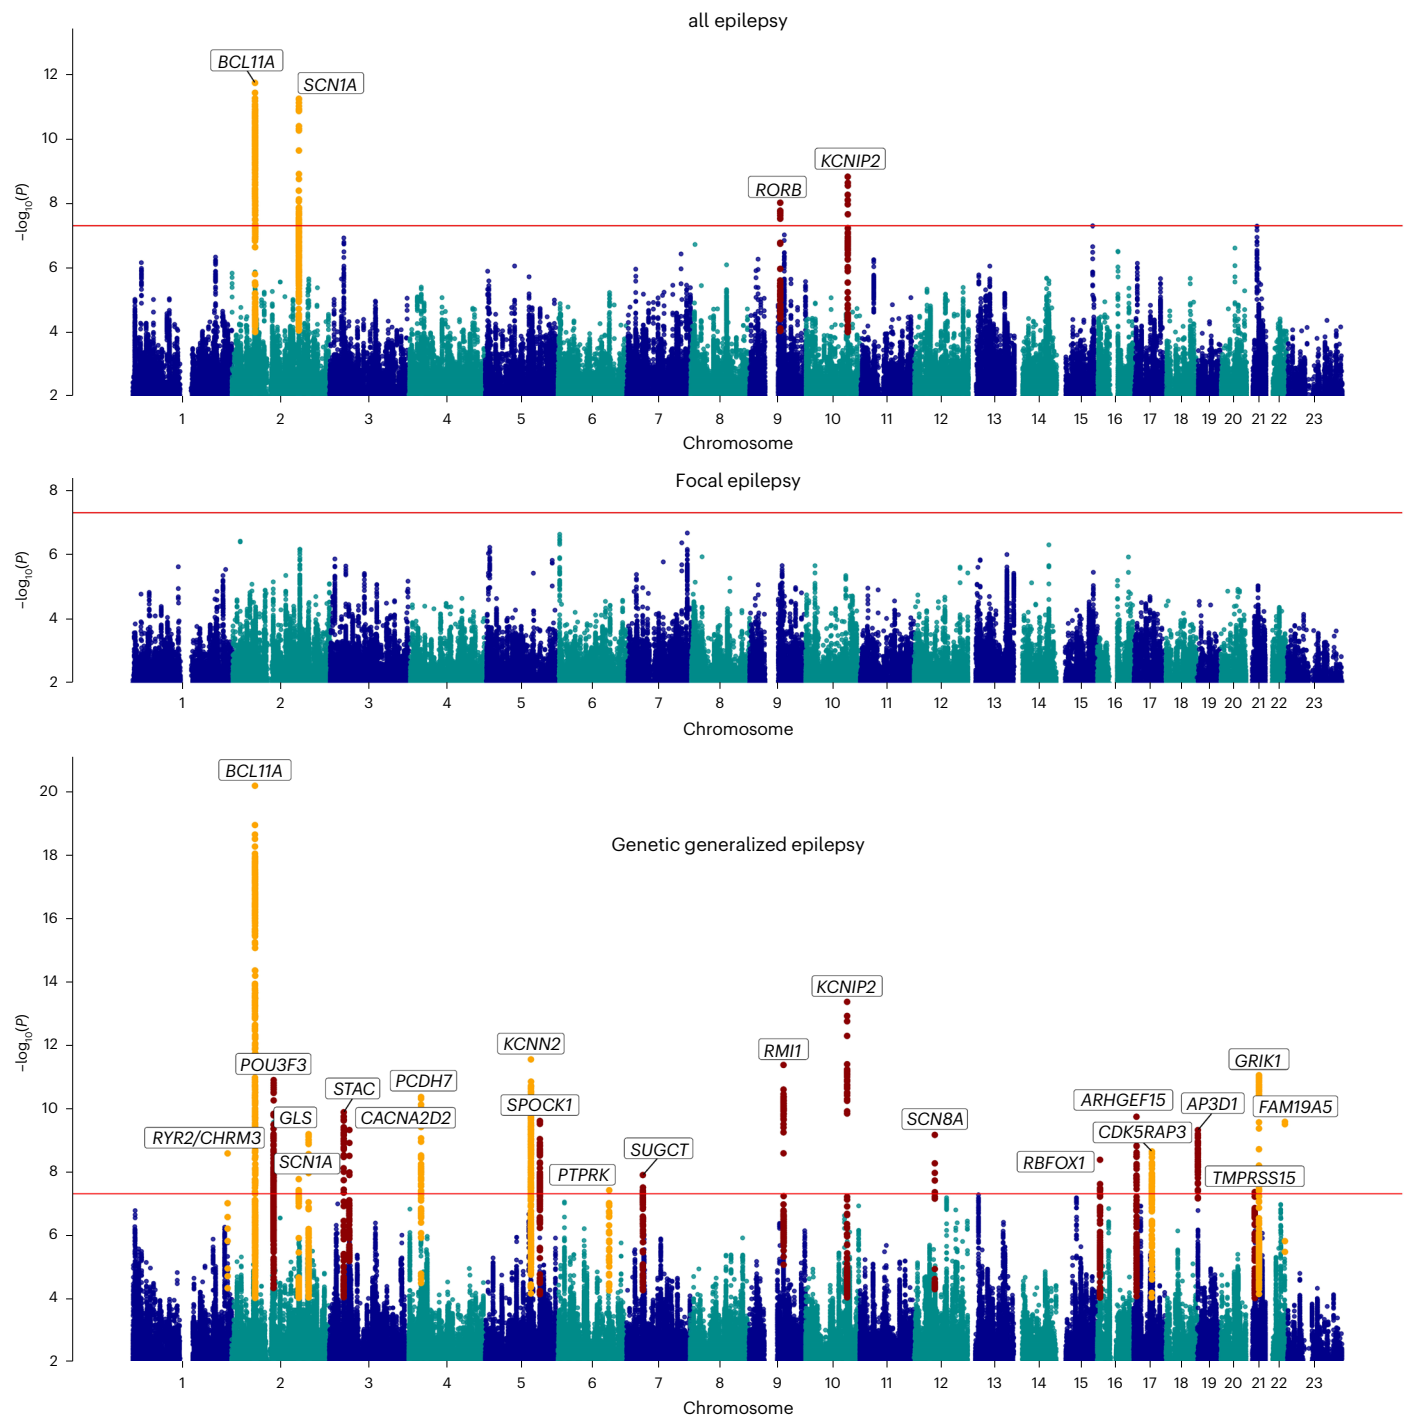 all epilepsy
BCL11A
SCN1A
KCNIP2
RORB
12
10
8
6
4
2
−log10(P)
1 2 3 4 5 6 7 8 9 10 11 12 13 14 15 16 17 18 19 20 21 22 23
Chromosome
Focal epilepsy
8
6
4
2
−log10(P)
1 2 3 4 5 6 7 8 9 10 11 12 13 14 15 16 17 18 19 20 21 22 23
Chromosome
BCL11A
Genetic generalized epilepsy
KCNIP2
KCNN2
RMI1
GRIK1
POU3F3
PCDH7
STAC
SPOCK1
ARHGEF15
AP3D1
FAM19A5
GLS
CACNA2D2
SCN8A
RYR2/CHRM3
CDK5RAP3
SUGCT
SCN1A
RBFOX1
PTPRK
TMPRSS15
20
18
16
14
12
10
8
6
4
2
−log10(P)
1 2 3 4 5 6 7 8 9 10 11 12 13 14 15 16 17 18 19 20 21 22 23
Chromosome